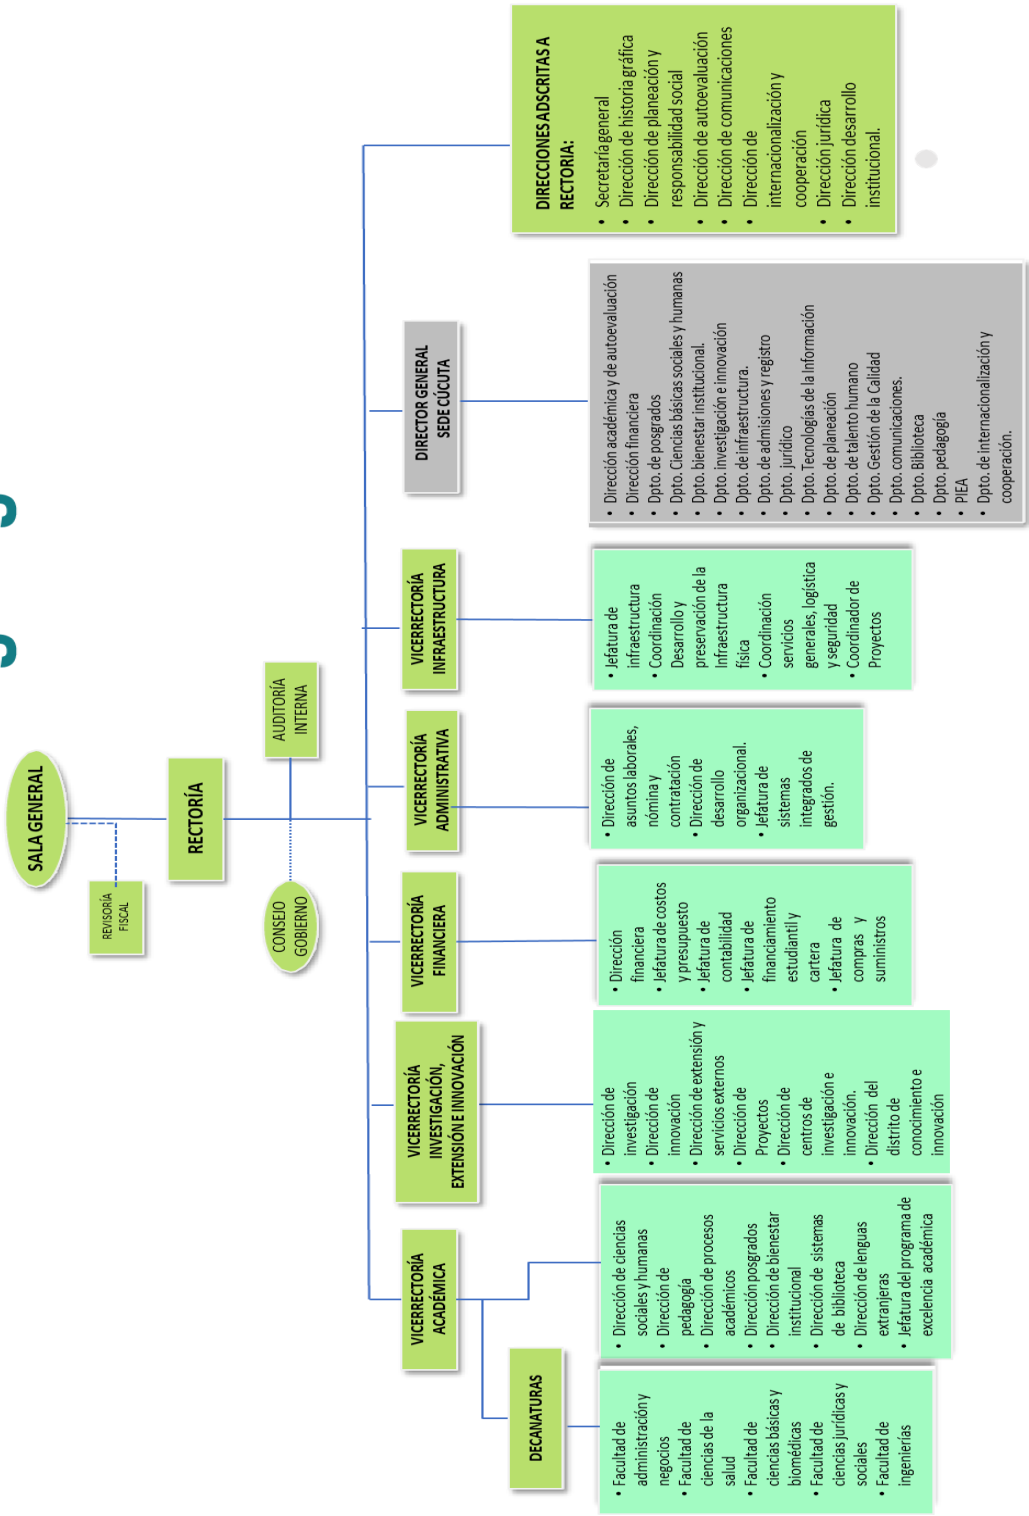 SALA GENERAL
REVISORÍA
FISCAL
RECTORÍA
AUDITORÍA
INTERNA
CONSEJO
GOBIERNO
VICERRECTORÍA
ACADÉMICA
VICERRECTORÍA
INVESTIGACIÓN,
EXTENSIÓN E INNOVACIÓN
VICERRECTORÍA
FINANCIERA
VICERRECTORÍA
ADMINISTRATIVA
VICERRECTORÍA
INFRAESTRUCTURA
DIRECTOR GENERAL
SEDE CÚCUTA
DECANATURAS
• Facultad de
administración y
negocios
• Facultad de
ciencias de la
salud
• Facultad de
ciencias básicas y
biomédicas
• Facultad de
ciencias jurídicas y
sociales
• Facultad de
ingenierías
• Dirección de ciencias
sociales y humanas
• Dirección de
pedagogía
• Dirección de procesos
académicos
• Dirección posgrados
• Dirección de bienestar
institucional
• Dirección de sistemas
de biblioteca
• Dirección de lenguas
extranjeras
• Jefatura del programa de
excelencia académica
• Dirección de
investigación
• Dirección de
innovación
• Dirección de extensión y
servicios externos
• Dirección de
Proyectos
• Dirección de
centros de
investigación e
innovación.
• Dirección del
distrito de
conocimiento e
innovación
• Dirección
financiera
• Jefatura de costos
y presupuesto
• Jefatura de
contabilidad
• Jefatura de
financiamiento
estudiantil y
cartera
• Jefatura de
compras y
suministros
• Dirección de
asuntos laborales,
nómina y
contratación
• Dirección de
desarrollo
organizacional.
• Jefatura de
sistemas
integrados de
gestión.
• Jefatura de
infraestructura
• Coordinación
Desarrollo y
preservación de la
Infraestructura
física
• Coordinación
servicios
generales, logística
y seguridad
• Coordinador de
Proyectos
• Dirección académica y de autoevaluación
• Dirección financiera
• Dpto. de posgrados
• Dpto. Ciencias básicas sociales y humanas
• Dpto. bienestar institucional.
• Dpto. investigación e innovación
• Dpto. de infraestructura.
• Dpto. de admisiones y registro
• Dpto. jurídico
• Dpto. Tecnologías de la Información
• Dpto. de planeación
• Dpto. de talento humano
• Dpto. Gestión de la Calidad
• Dpto. comunicaciones.
• Dpto. Biblioteca
• Dpto. pedagogía
• PIEA
• Dpto. de internacionalización y
cooperación.
DIRECCIONES ADSCRITAS A
RECTORIA:
• Secretaría general
• Dirección de historia gráfica
• Dirección de planeación y
responsabilidad social
• Dirección de autoevaluación
• Dirección de comunicaciones
• Dirección de
internacionalización y
cooperación
• Dirección jurídica
• Dirección desarrollo
institucional.